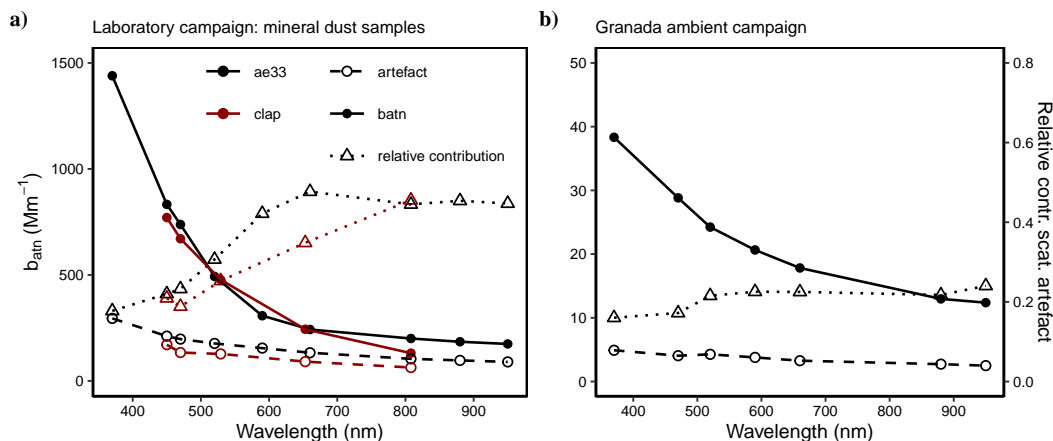 a)
Laboratory campaign: mineral dust samples
1500
1000
500
0
b_atn (Mm⁻¹)
ae33
artefact
clap
batn
relative contribution
400 500 600 700 800 900
Wavelength (nm)
b)
Granada ambient campaign
50
40
30
20
10
0
0.8
0.6
0.4
0.2
0.0
Relative contr. scat. artefact
400 500 600 700 800 900
Wavelength (nm)